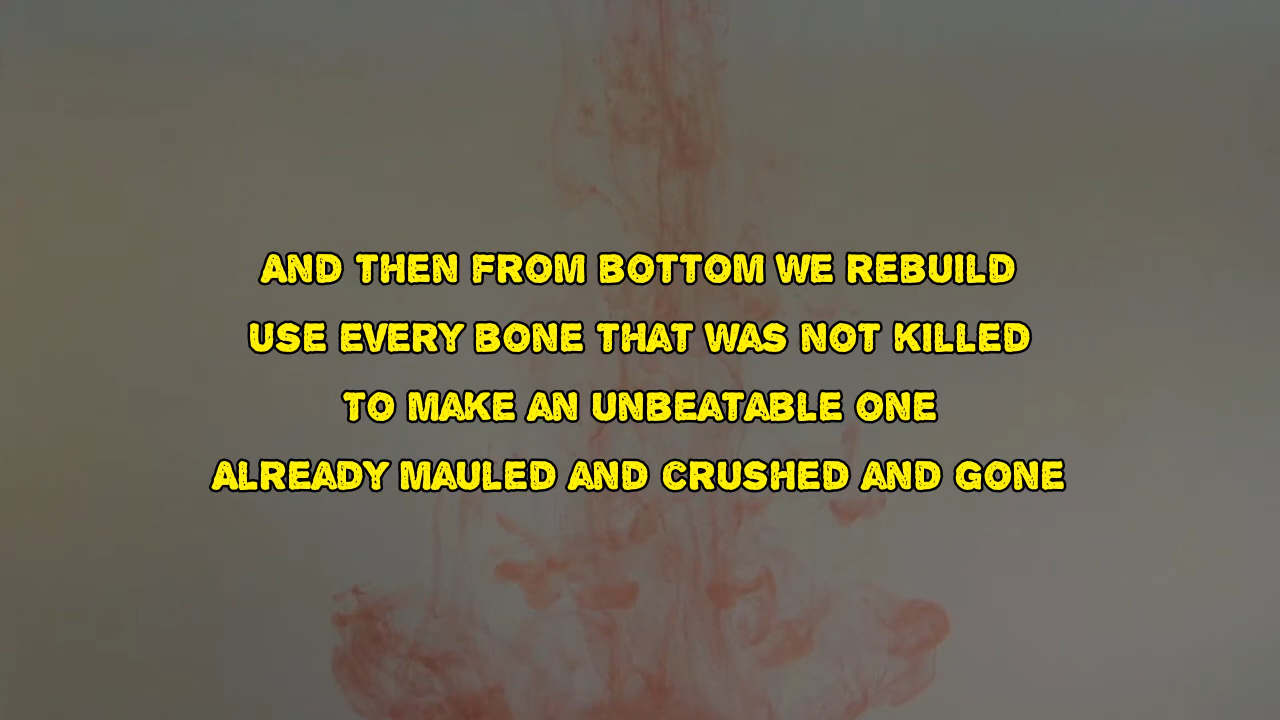 AND THEN FROM BOTTOM WE REBUILD
USE EVERY BONE THAT WAS NOT KILLED
TO MAKE AN UNBEATABLE ONE
ALREADY MAULED AND CRUSHED AND GONE